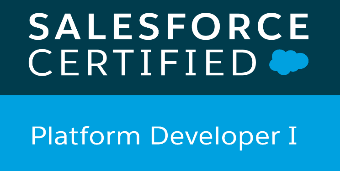 SALESFORCE
CERTIFIED
Platform Developer I